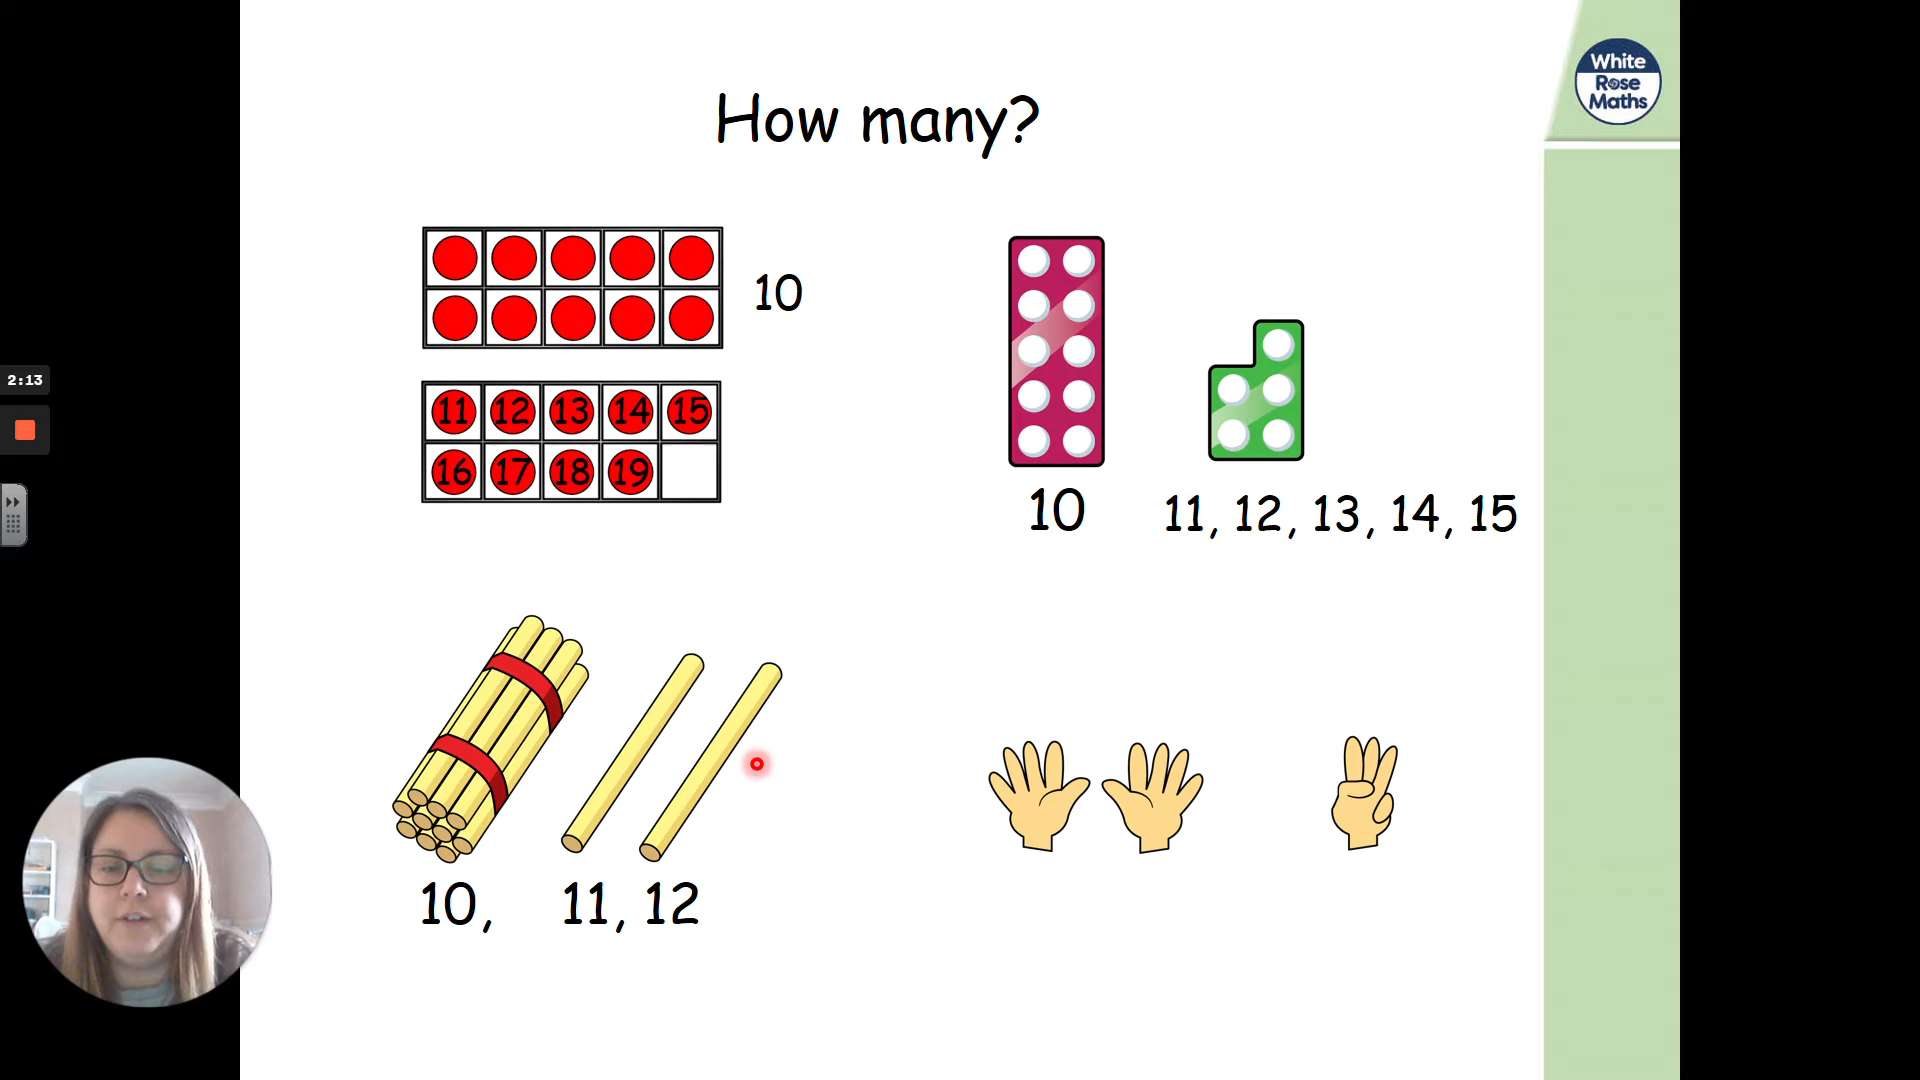 White
Rose
Maths
How many?
10
11 12 13 14 15
16 17 18 19
10
11, 12, 13, 14, 15
2:13
10, 11, 12